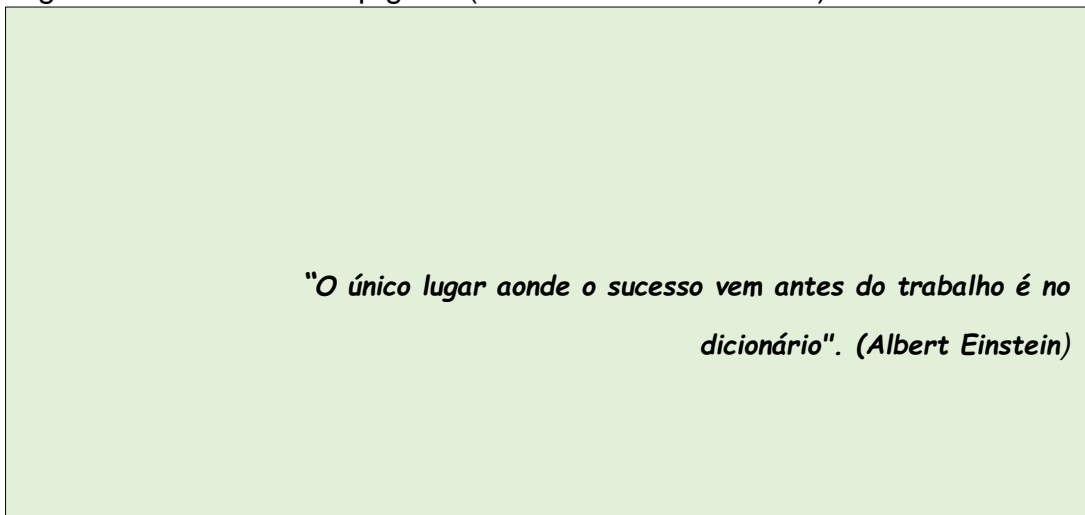 “O único lugar aonde o sucesso vem antes do trabalho é no
dicionário". (Albert Einstein)